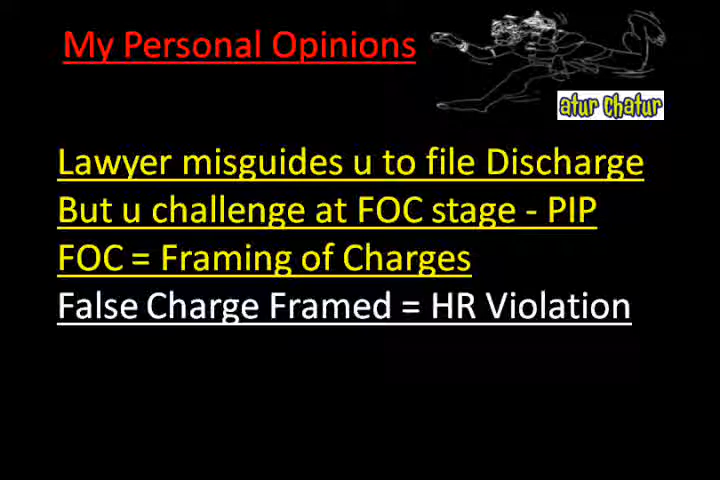 My Personal Opinions
atur chatur
Lawyer misguides u to file Discharge
But u challenge at FOC stage - PIP
FOC = Framing of Charges
False Charge Framed = HR Violation